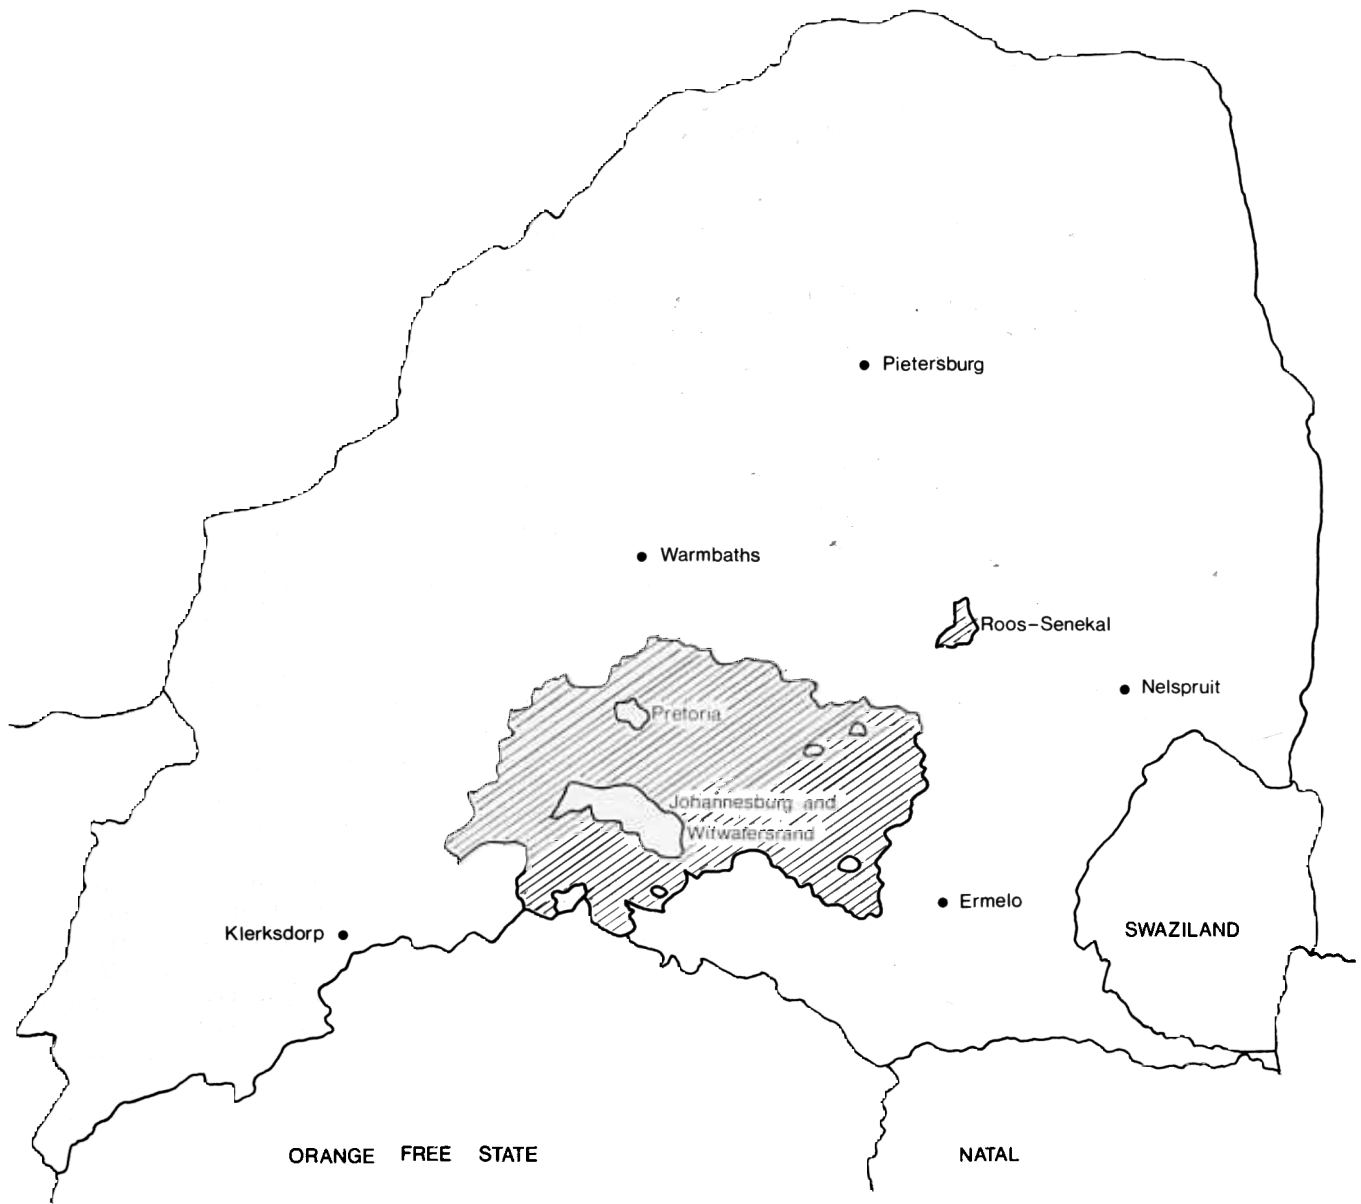 Pietersburg
Warmbaths
Roos-Senekal
Nelspruit
Pretoria
Johannesburg and
Witwatersrand
Ermelo
Klerksdorp
SWAZILAND
ORANGE FREE STATE
NATAL